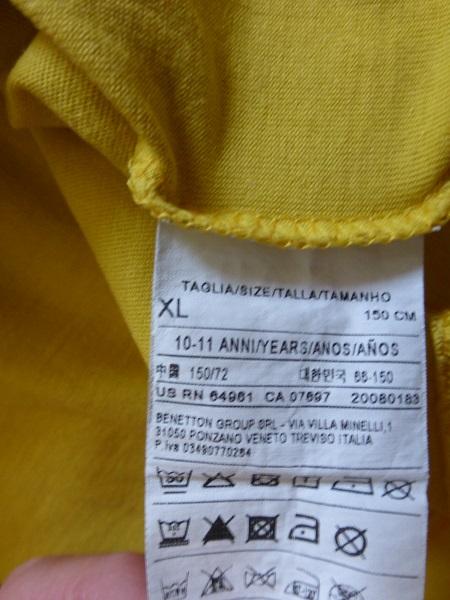 TAGLIA/SIZE/TALLA/TAMANHO
XL 150 CM
10-11 ANNI/YEARS/ANOS/AÑOS
中國 150/72 대한민국 68-150
US RN 64961 CA 07697 20080183
BENETTON GROUP SRL - VIA VILLA MINELLI,1
31050 PONZANO VENETO TREVISO ITALIA
P.iva 03490770264